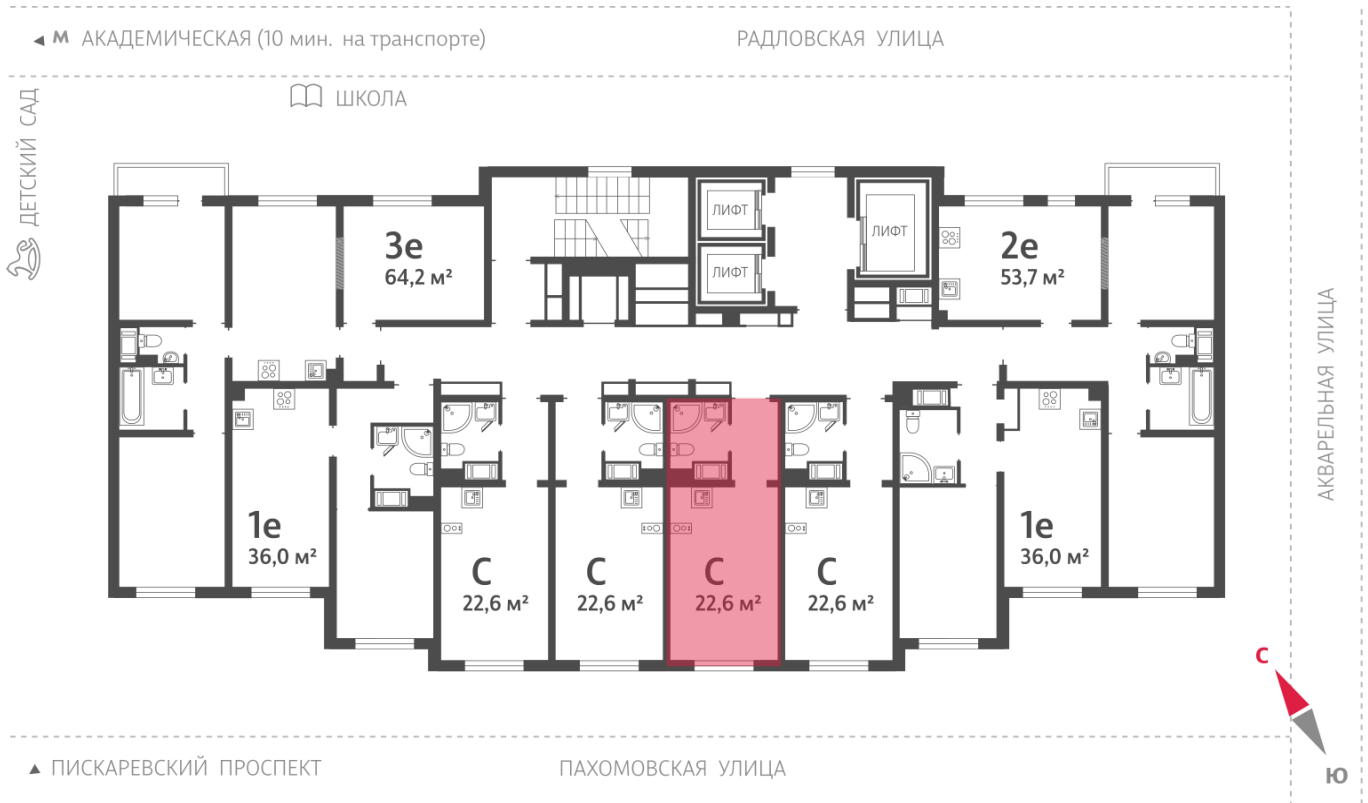 М АКАДЕМИЧЕСКАЯ (10 мин. на транспорте)
РАДЛОВСКАЯ УЛИЦА
ДЕТСКИЙ САД
ШКОЛА
3е
64,2 м²
ЛИФТ
ЛИФТ
ЛИФТ
2е
53,7 м²
АКВАРЕЛЬНАЯ УЛИЦА
1е
36,0 м²
С
22,6 м²
С
22,6 м²
С
22,6 м²
С
22,6 м²
1е
36,0 м²
С
Ю
ПИСКАРЕВСКИЙ ПРОСПЕКТ
ПАХОМОВСКАЯ УЛИЦА